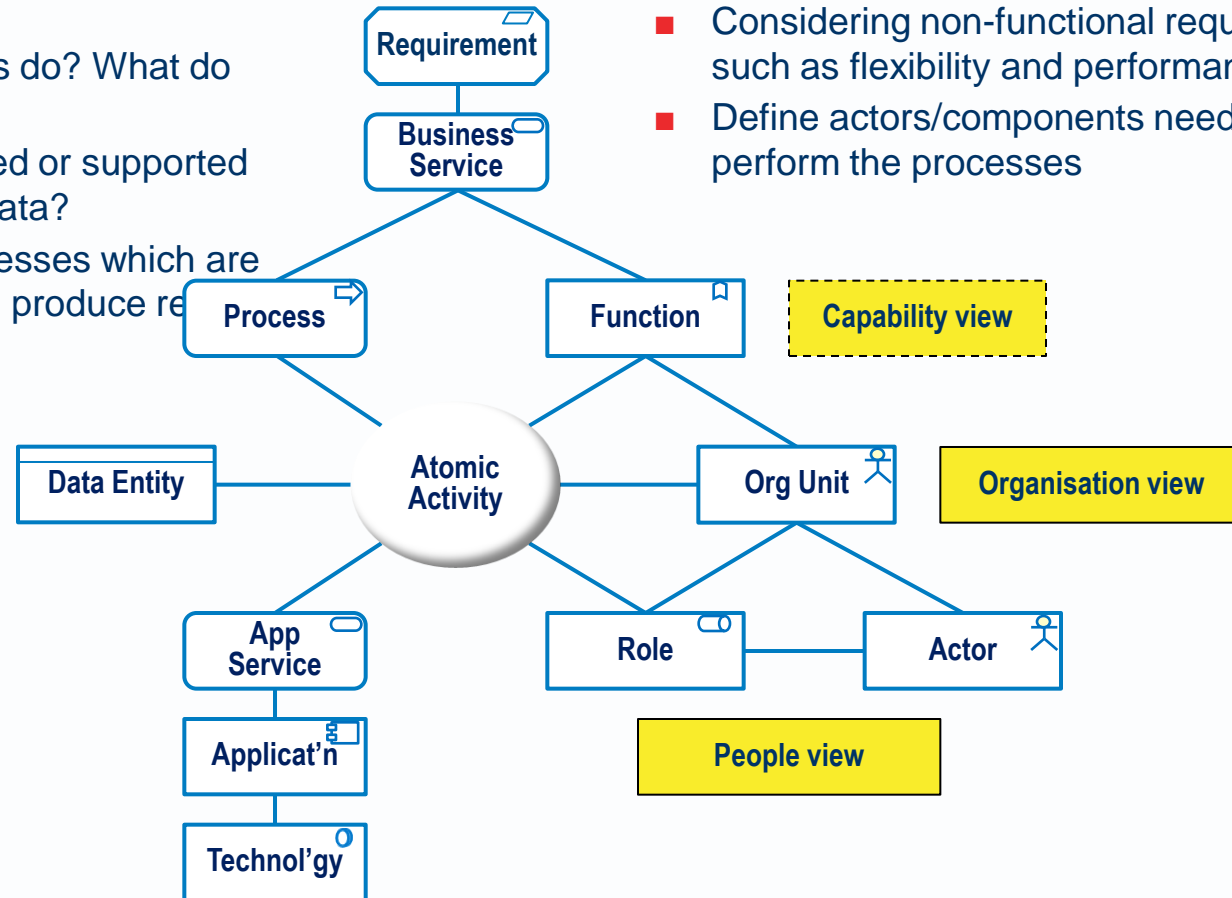 s do? What do
ed or supported
ata?
esses which are
produce re
Considering non-functional requ
such as flexibility and performan
Define actors/components need
perform the processes
Requirement
Business
Service
Process
Function
Capability view
Data Entity
Atomic
Activity
Org Unit
Organisation view
App
Service
Role
Actor
Applicat'n
People view
Technol'gy